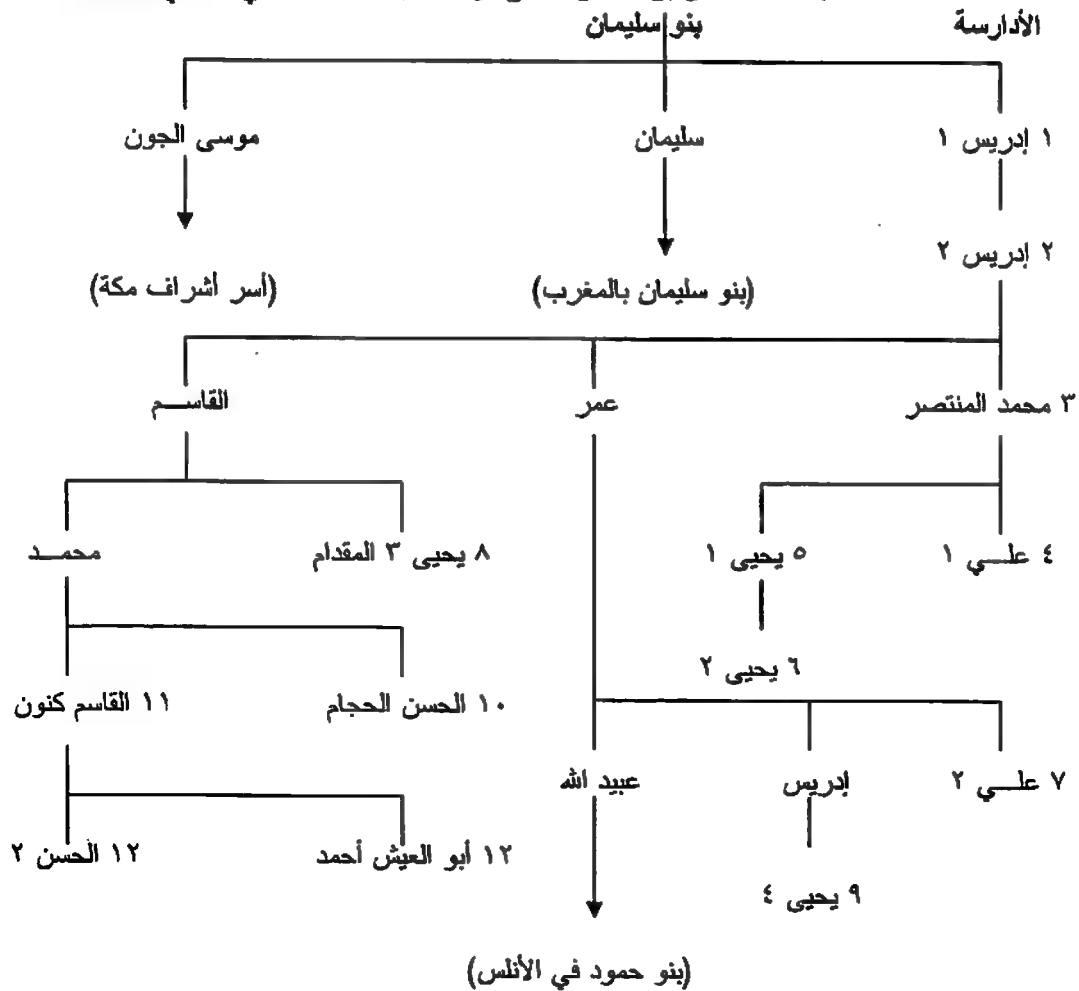 الأدارسة
بنو سليمان
١ إدريس ١
سليمان
موسى الجون
٢ إدريس ٢
(بنو سليمان بالمغرب)
(أسر أشراف مكة)
٣ محمد المنتصر
عمر
القاسم
٤ علي ١
٥ يحيى ١
٨ يحيى ٣ المقدام
محمد
٦ يحيى ٢
١٠ الحسن الحجام
١١ القاسم كنون
٧ علي ٢
إدريس
عبيد الله
١٢ أبو العيش أحمد
١٢ الحسن ٢
٩ يحيى ٤
(بنو حمود في الأنلس)